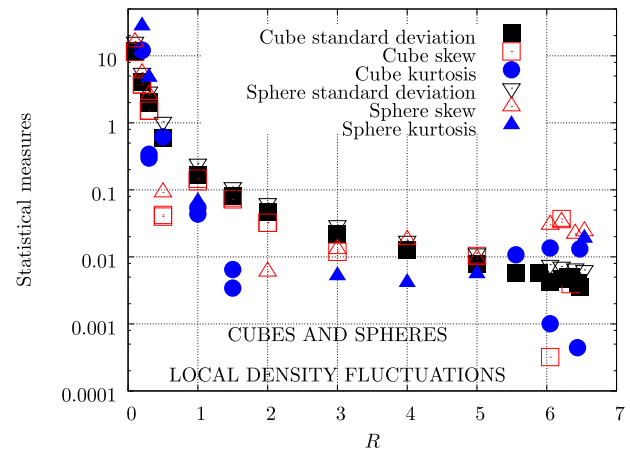 Cube standard deviation
Cube skew
Cube kurtosis
Sphere standard deviation
Sphere skew
Sphere kurtosis
10
1
0.1
0.01
0.001
0.0001
Statistical measures
CUBES AND SPHERES
LOCAL DENSITY FLUCTUATIONS
0 1 2 3 4 5 6 7
R